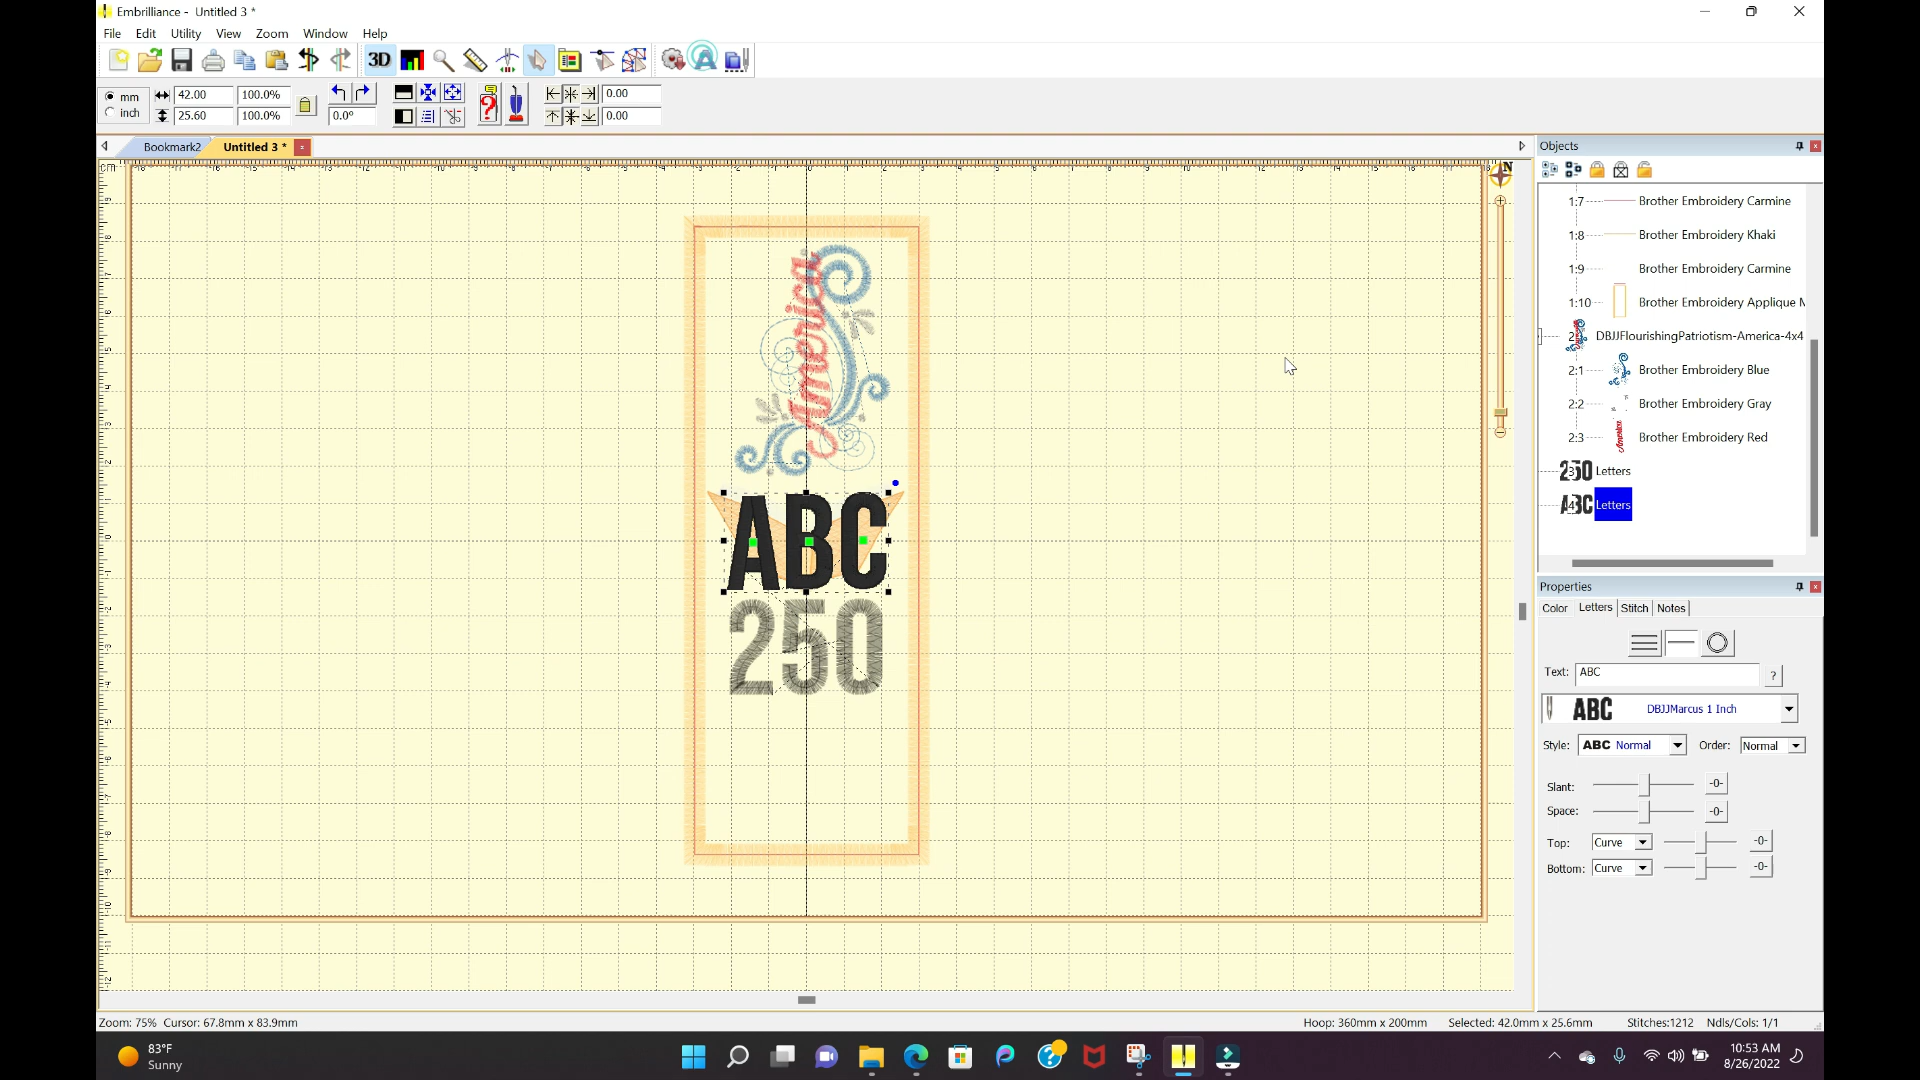 Embrilliance - Untitled 3 *
File Edit Utility View Zoom Window Help
3D
mm 42.00 100.0% 0.00
inch 25.60 100.0% 0.0° 0.00
Bookmark2 Untitled 3 *
Objects
cm
N
1:7 Brother Embroidery Carmine
1:8 Brother Embroidery Khaki
1:9 Brother Embroidery Carmine
1:10 Brother Embroidery Applique
2 DBJJFlourishingPatriotism-America-4x4
2:1 Brother Embroidery Blue
2:2 Brother Embroidery Gray
2:3 Brother Embroidery Red
250 Letters
ABC Letters
America
ABC
250
Properties
Color Letters Stitch Notes
Text: ABC ?
ABC DBJJMarcus 1 Inch
Style: ABC Normal Order: Normal
Slant: -0-
Space: -0-
Top: Curve -0-
Bottom: Curve -0-
Zoom: 75% Cursor: 67.8mm x 83.9mm Hoop: 360mm x 200mm Selected: 42.0mm x 25.6mm Stitches:1212 Ndls/Cols: 1/1
83°F
Sunny
10:53 AM
8/26/2022